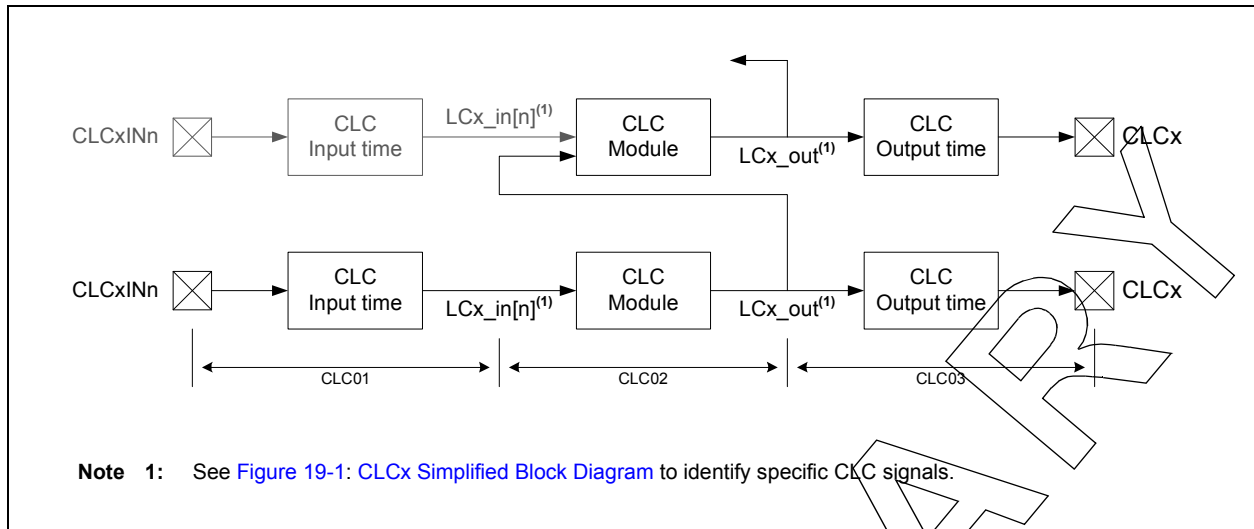 CLCxINn
CLC
Input time
LCx_in[n](1)
CLC
Module
LCx_out(1)
CLC
Output time
CLCx
CLCxINn
CLC
Input time
LCx_in[n](1)
CLC
Module
LCx_out(1)
CLC
Output time
CLCx
CLC01
CLC02
CLC03
Note 1: See Figure 19-1: CLCx Simplified Block Diagram to identify specific CLC signals.
A R Y